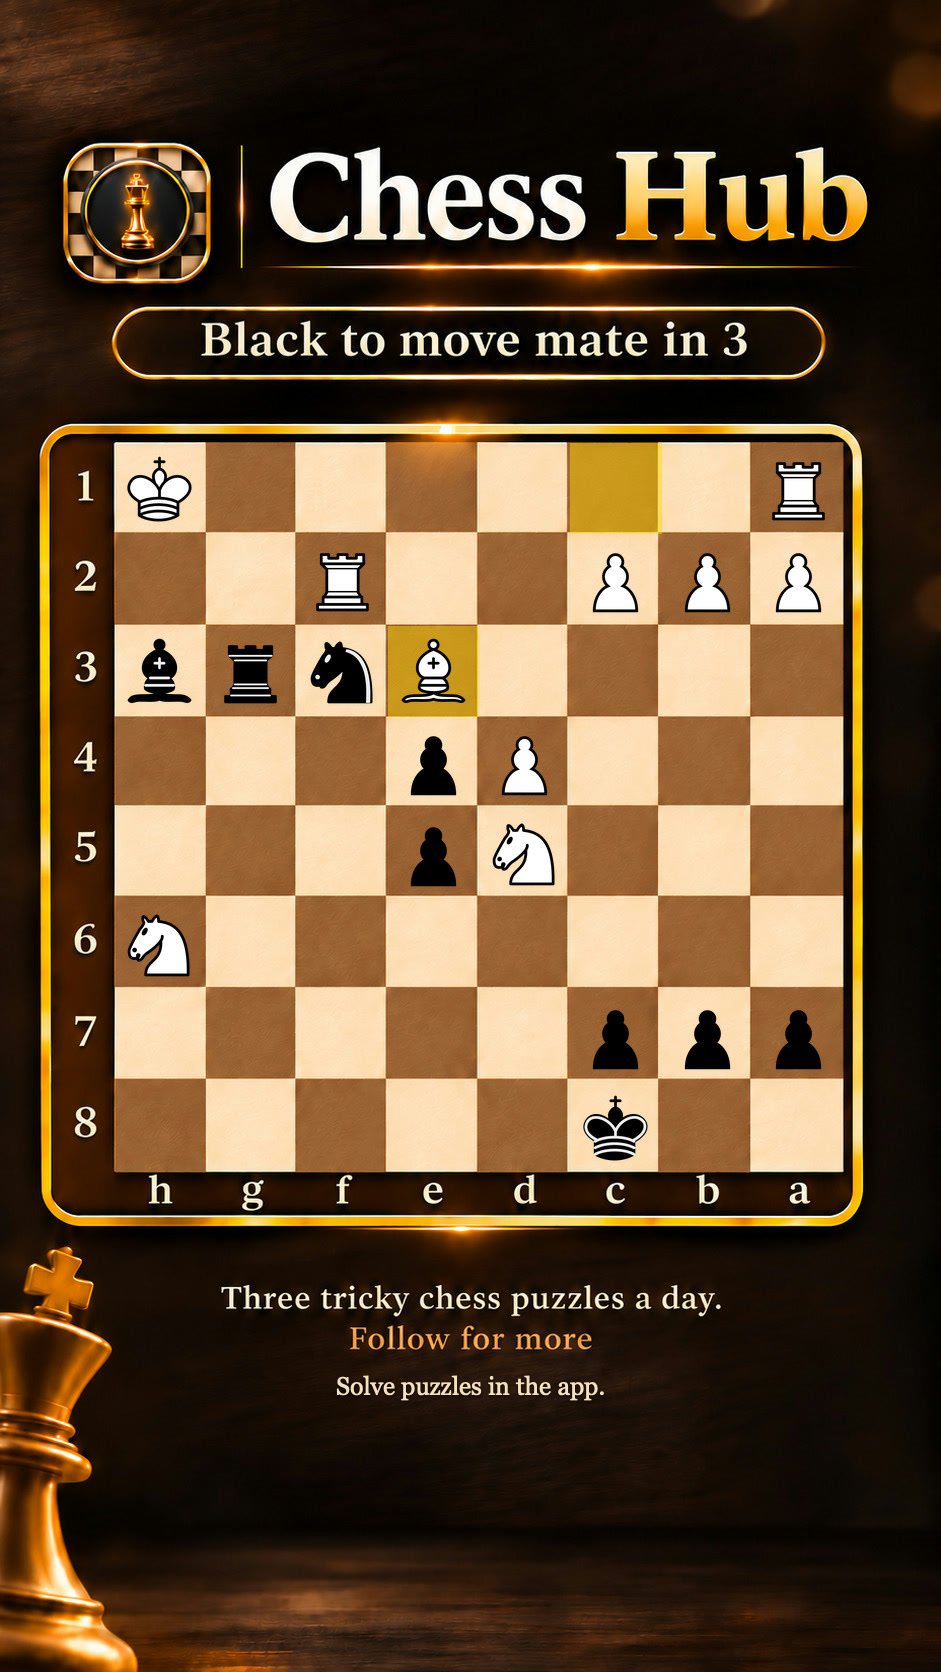 Chess Hub
Black to move mate in 3
1
2
3
4
5
6
7
8
h g f e d c b a
Three tricky chess puzzles a day.
Follow for more
Solve puzzles in the app.